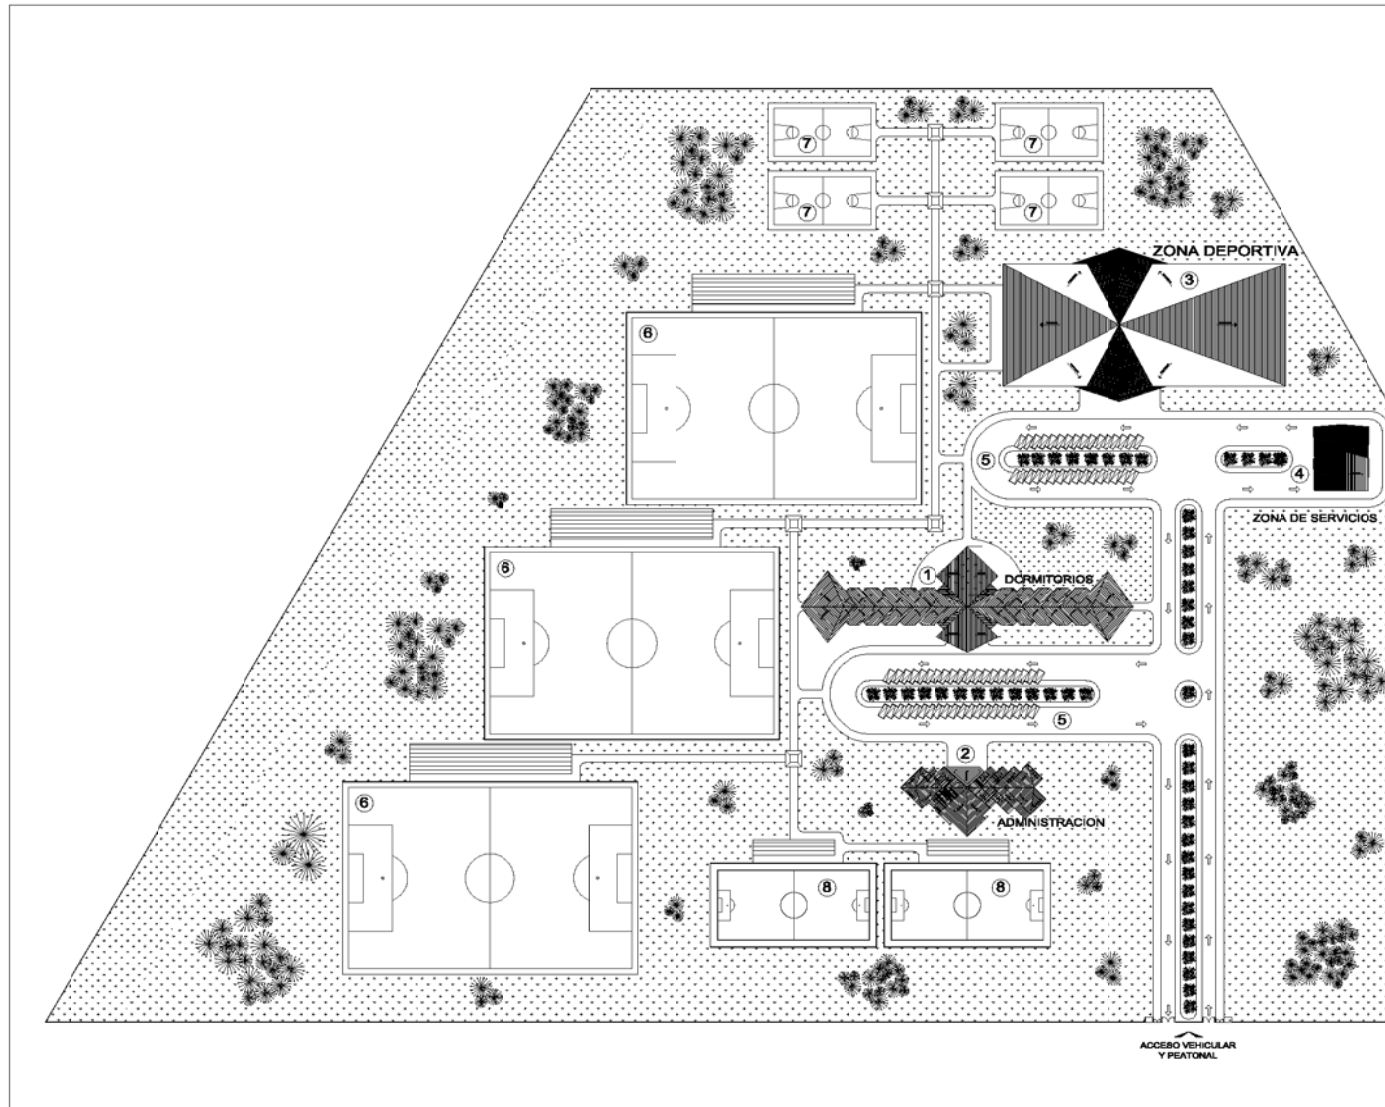 7
7
7
7
ZONA DEPORTIVA
3
6
5
4
ZONA DE SERVICIOS
6
1
DORMITORIOS
5
2
6
ADMINISTRACION
8
8
ACCESO VEHICULAR
Y PEATONAL